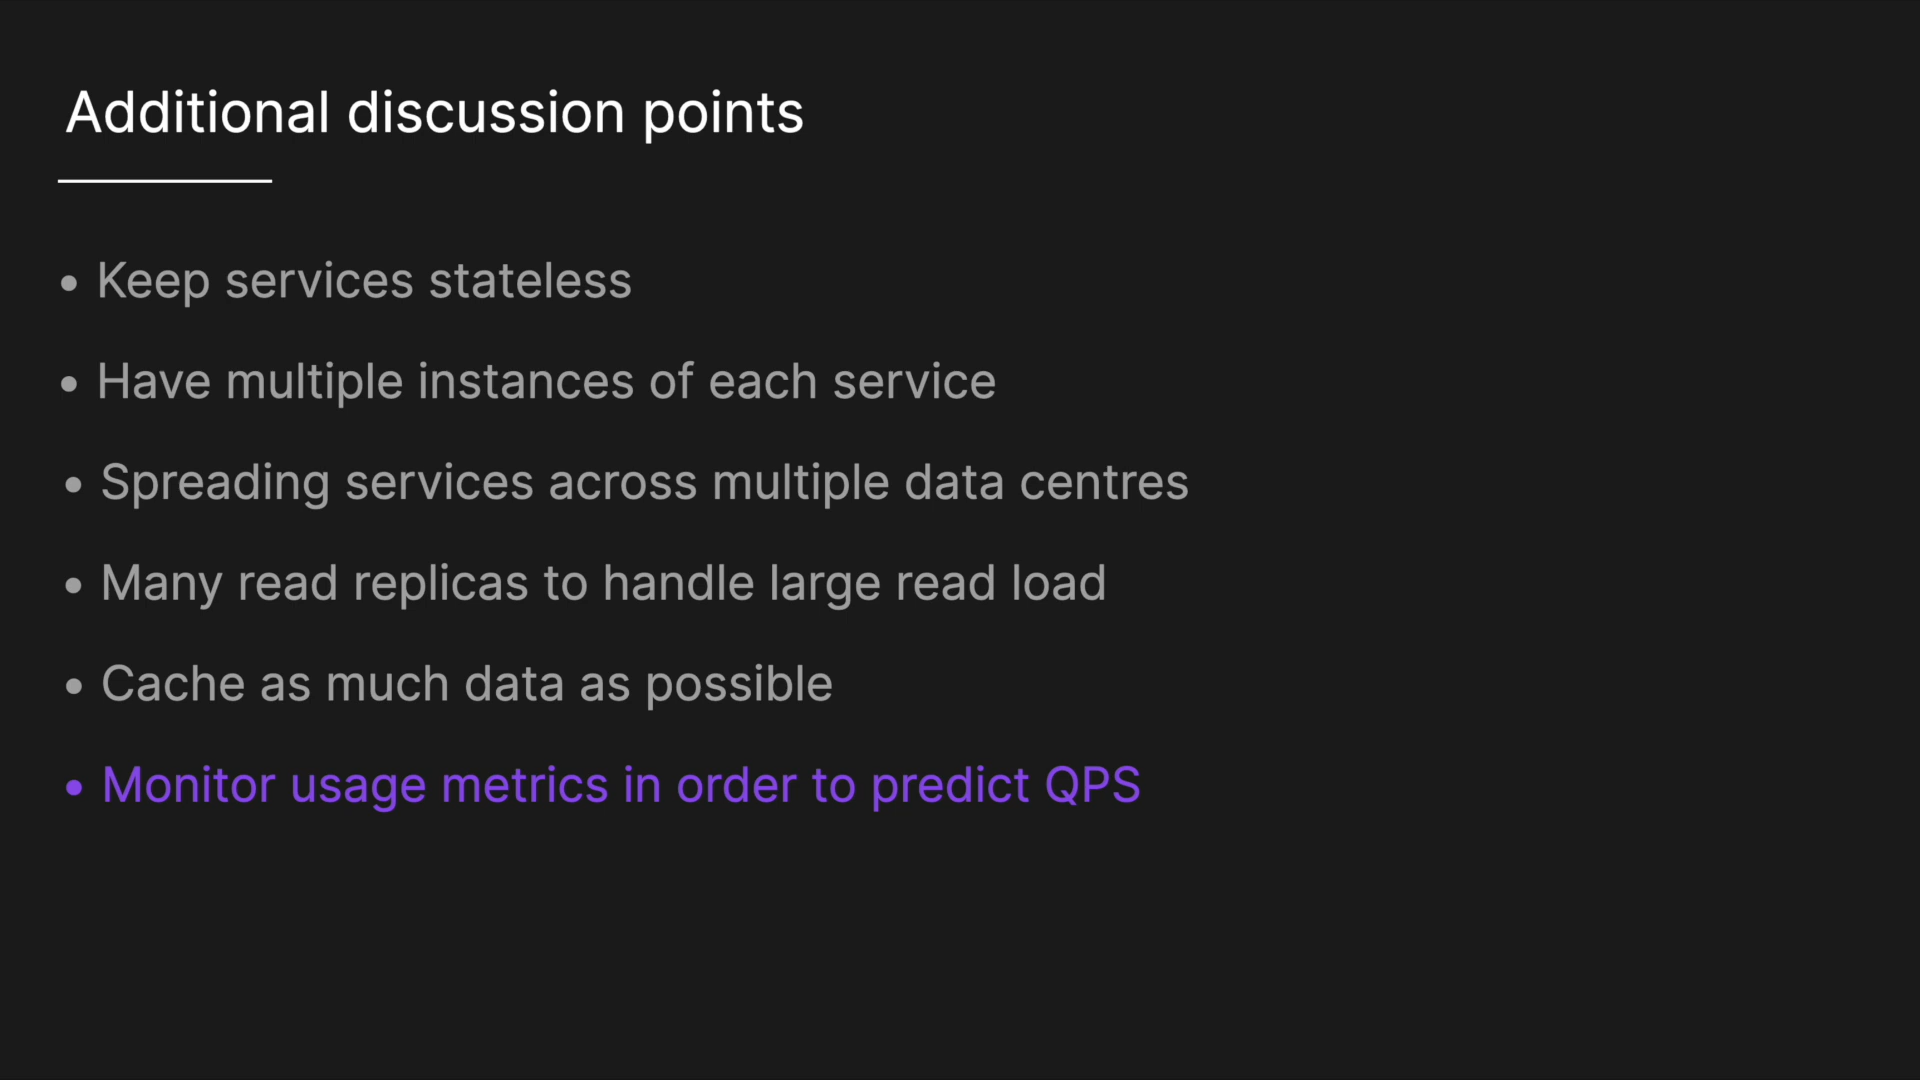 Additional discussion points
• Keep services stateless
• Have multiple instances of each service
• Spreading services across multiple data centres
• Many read replicas to handle large read load
• Cache as much data as possible
• Monitor usage metrics in order to predict QPS